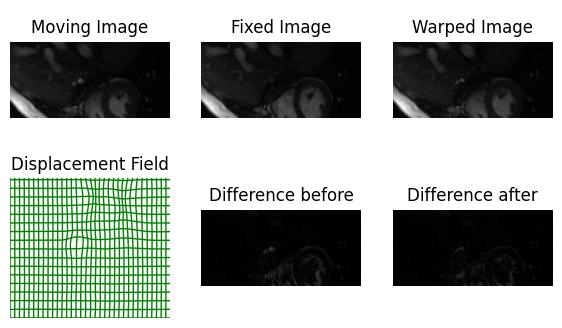 Moving Image
Fixed Image
Warped Image
Displacement Field
Difference before
Difference after